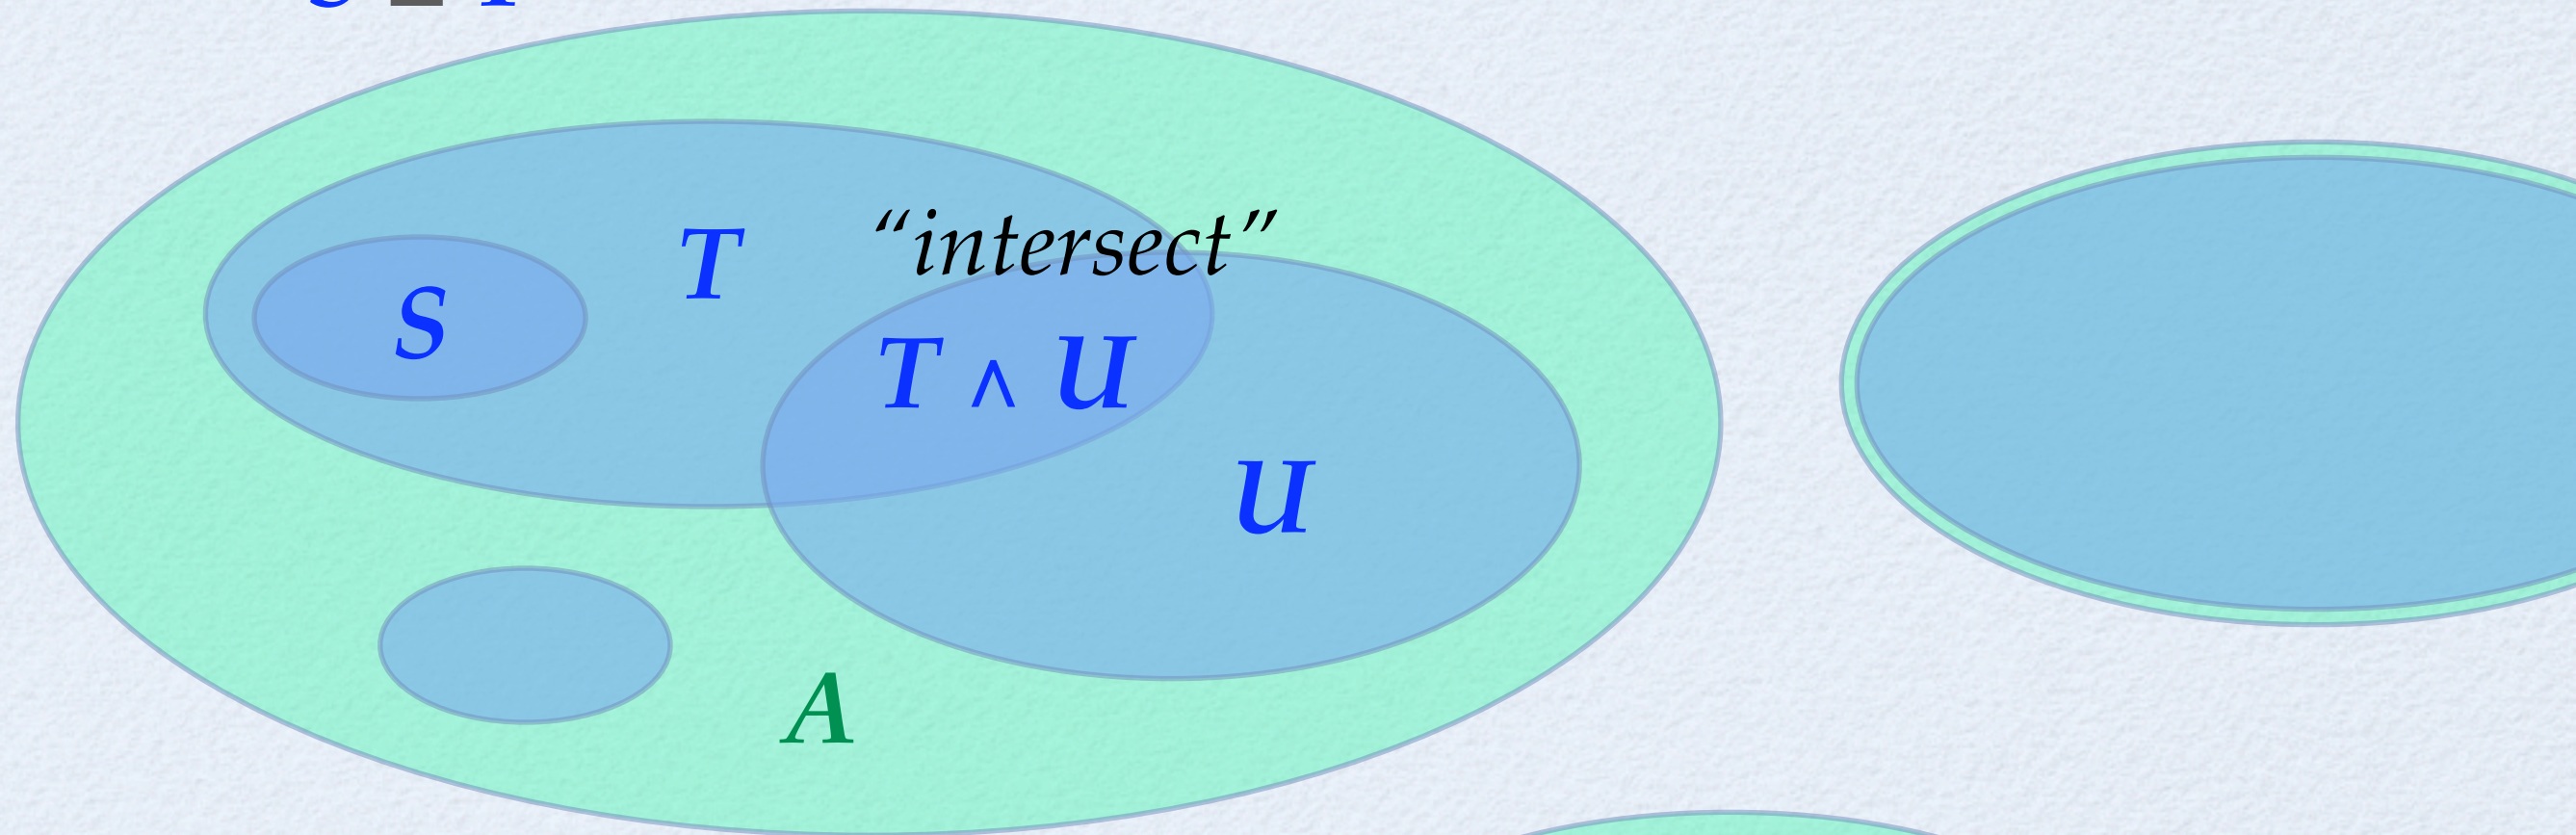 T “intersect”
S
T ∧ U
U
A